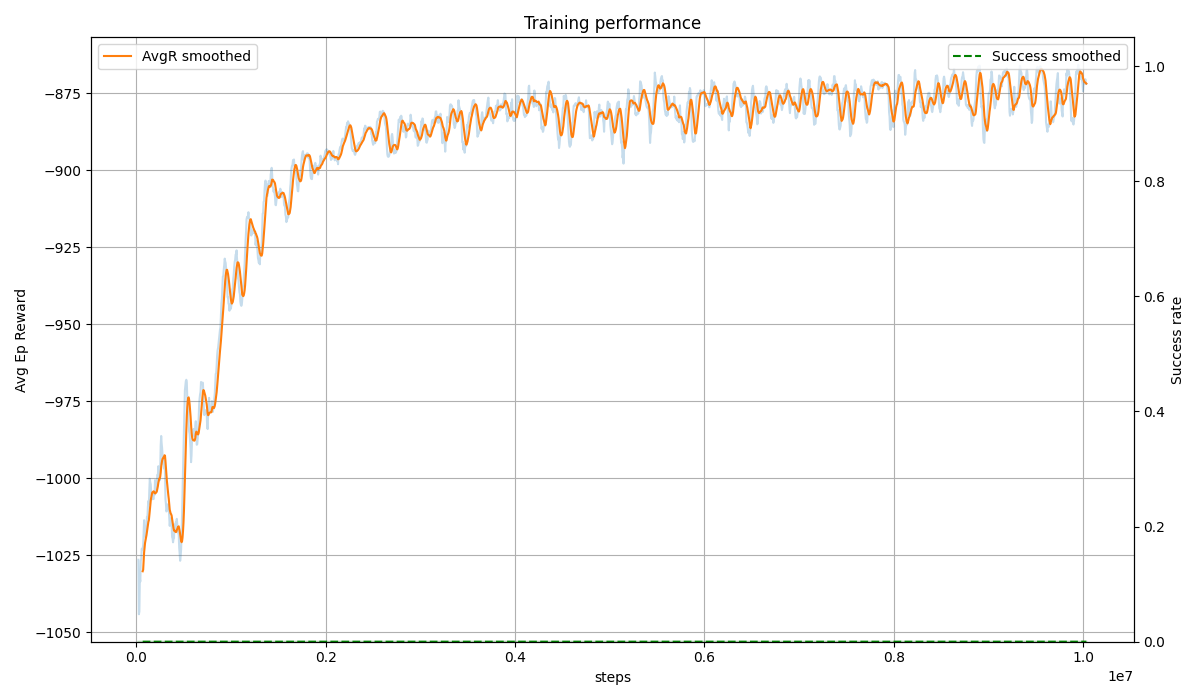 Training performance
AvgR smoothed
Success smoothed
Avg Ep Reward
−875
−900
−925
−950
−975
−1000
−1025
−1050
1.0
0.8
0.6
0.4
0.2
0.0
Success rate
0.0 0.2 0.4 0.6 0.8 1.0
1e7
steps